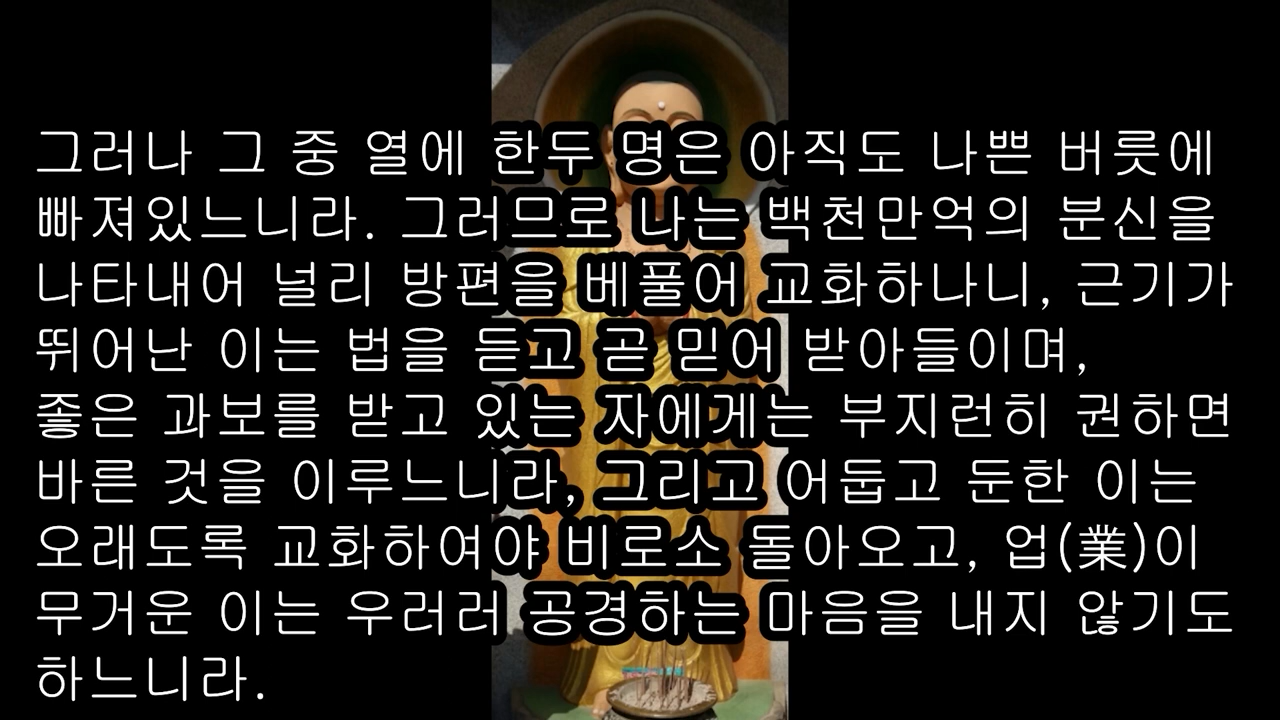 그러나 그 중 열에 한두 명은 아직도 나쁜 버릇에
빠져있느니라. 그러므로 나는 백천만억의 분신을
나타내어 널리 방편을 베풀어 교화하나니, 근기가
뛰어난 이는 법을 듣고 곧 믿어 받아들이며,
좋은 과보를 받고 있는 자에게는 부지런히 권하면
바른 것을 이루느니라, 그리고 어둡고 둔한 이는
오래도록 교화하여야 비로소 돌아오고, 업(業)이
무거운 이는 우러러 공경하는 마음을 내지 않기도
하느니라.